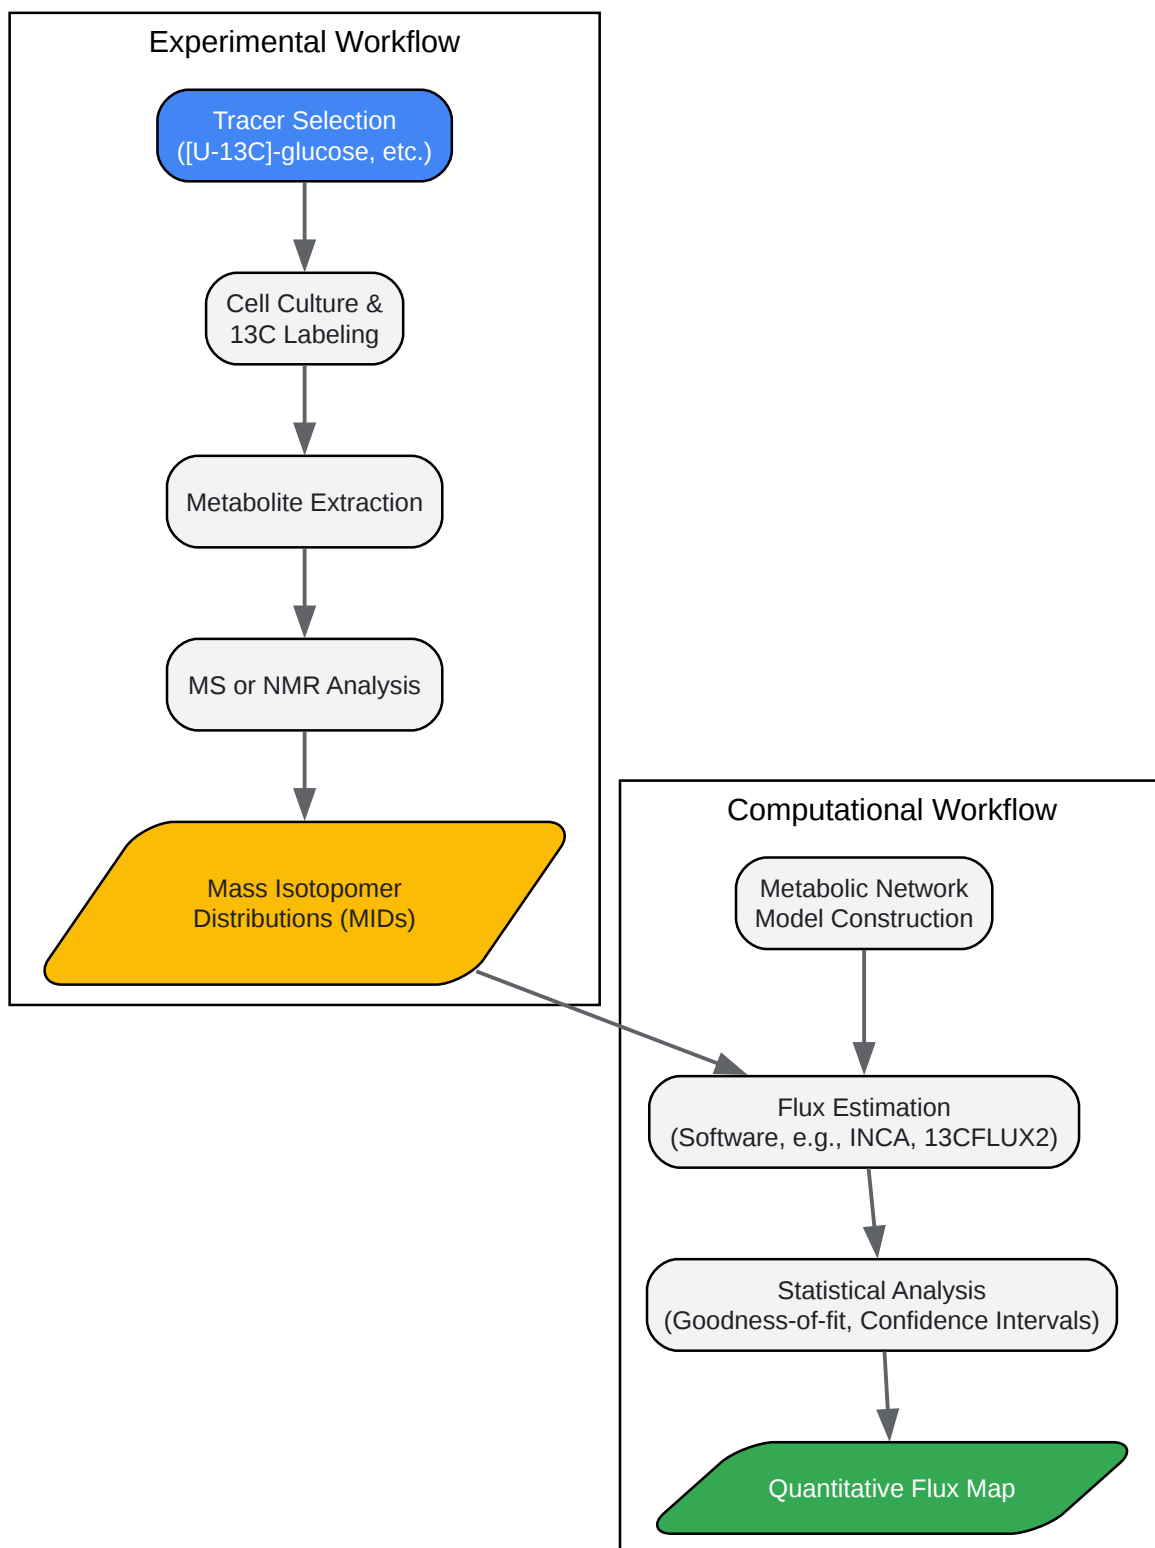 Experimental Workflow
Tracer Selection
([U-13C]-glucose, etc.)
Cell Culture &
13C Labeling
Metabolite Extraction
MS or NMR Analysis
Mass Isotopomer
Distributions (MIDs)
Computational Workflow
Metabolic Network
Model Construction
Flux Estimation
(Software, e.g., INCA, 13CFLUX2)
Statistical Analysis
(Goodness-of-fit, Confidence Intervals)
Quantitative Flux Map